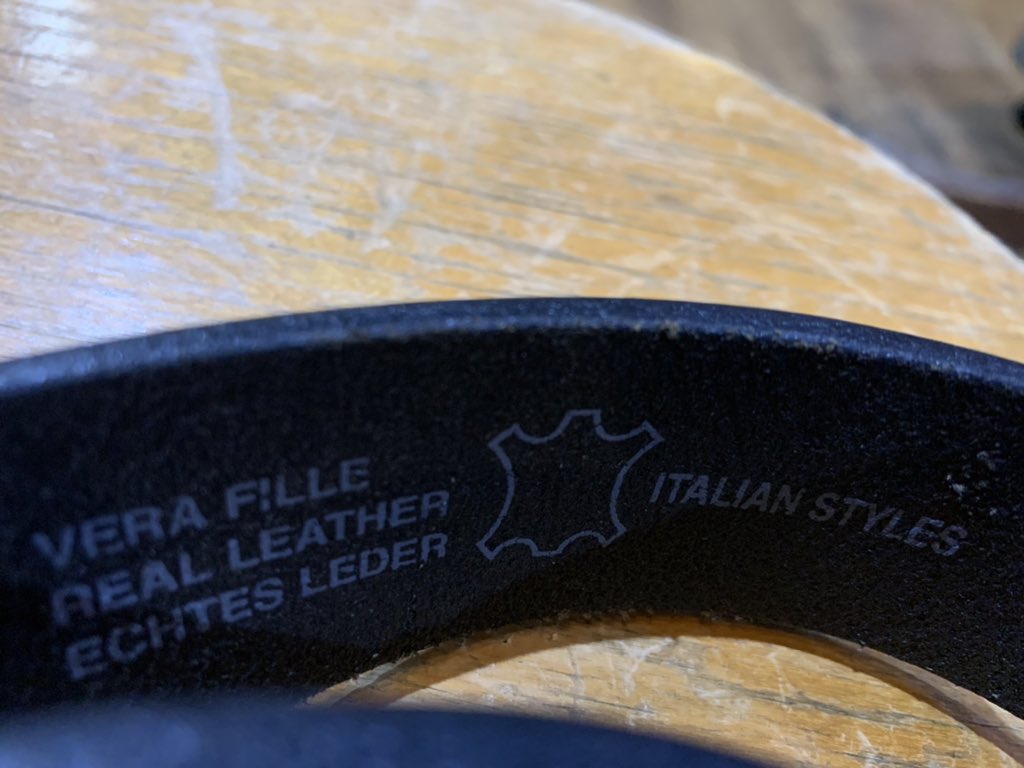 VERA FILLE
REAL LEATHER
ECHTES LEDER
ITALIAN STYLES